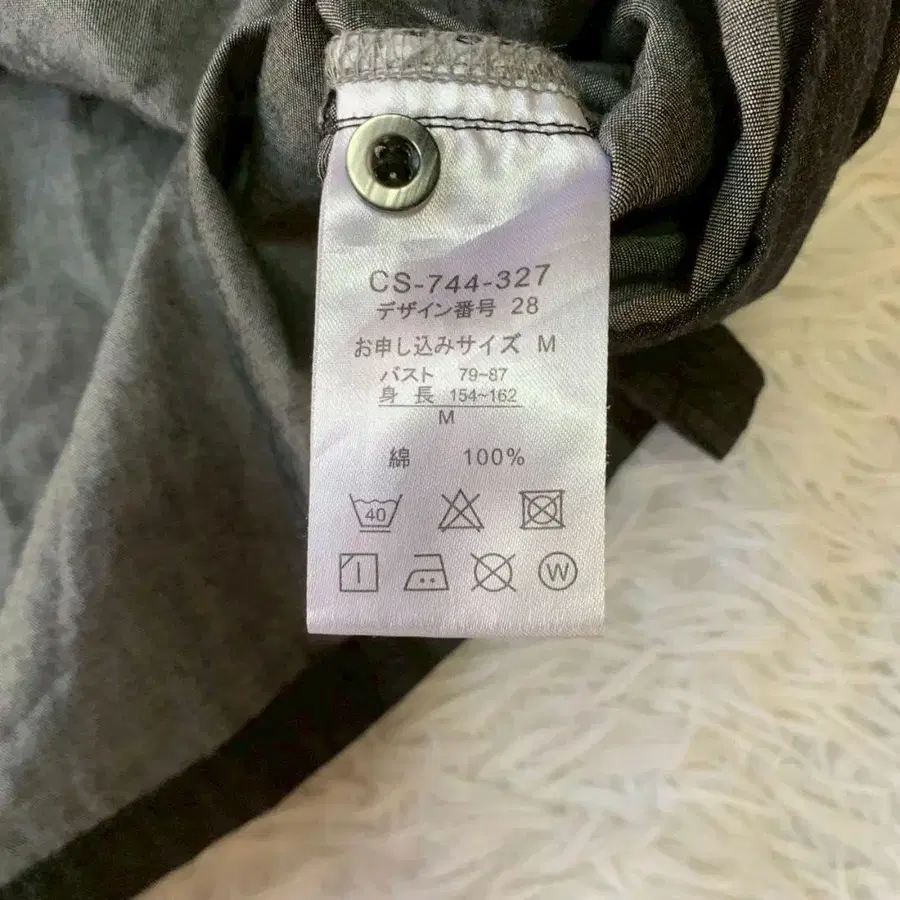 CS-744-327
デザイン番号 28
お申し込みサイズ M
バスト 79~87
身長 154~162
M
綿 100%
40
W